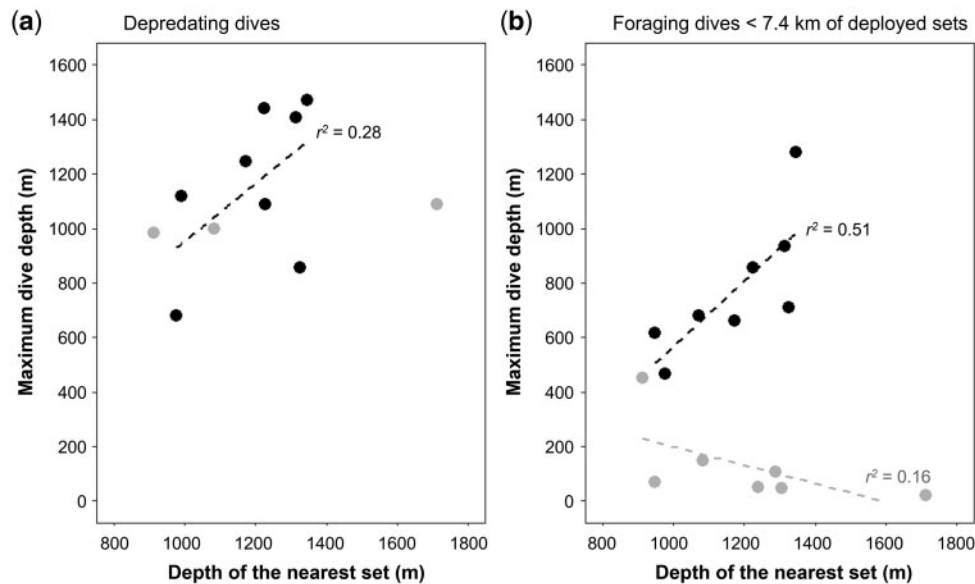 (a) Depredating dives
Maximum dive depth (m)
1600
1400
1200
1000
800
600
400
200
0
r² = 0.28
800 1000 1200 1400 1600 1800
Depth of the nearest set (m)
(b) Foraging dives < 7.4 km of deployed sets
Maximum dive depth (m)
1600
1400
1200
1000
800
600
400
200
0
r² = 0.51
r² = 0.16
800 1000 1200 1400 1600 1800
Depth of the nearest set (m)